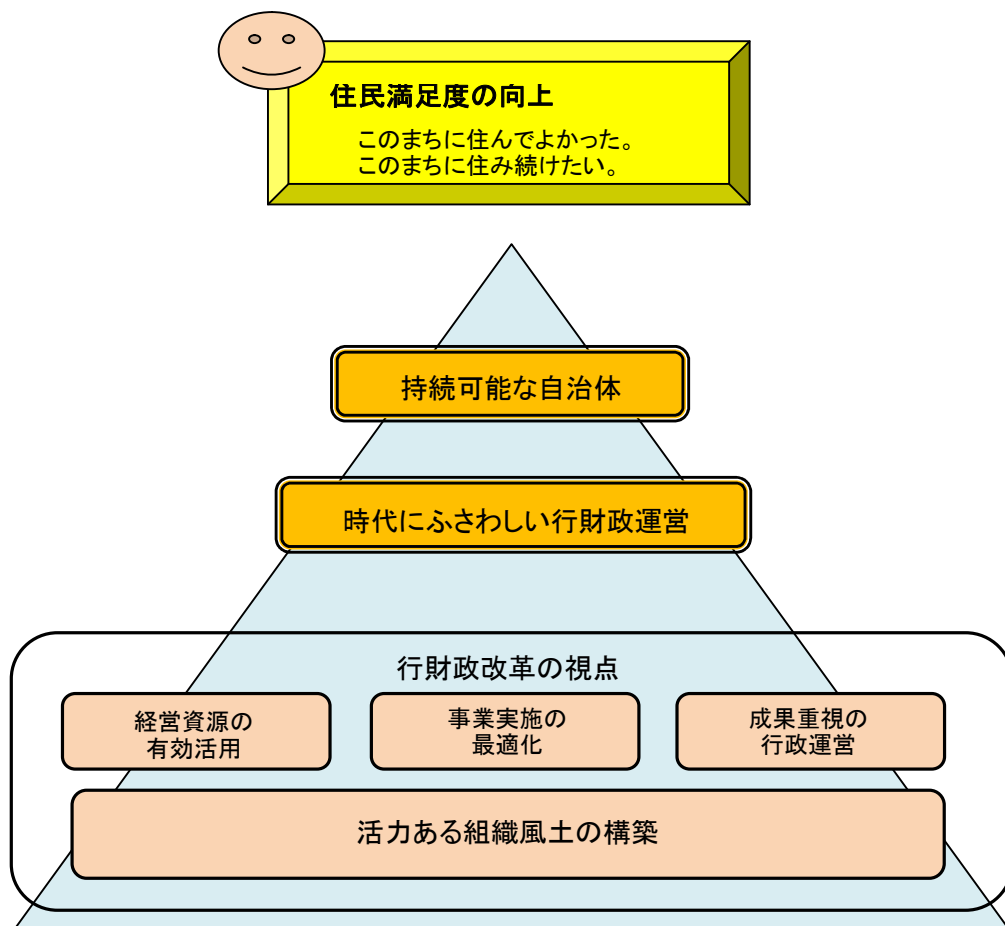 住民満足度の向上
このまちに住んでよかった。
このまちに住み続けたい。
持続可能な自治体
時代にふさわしい行財政運営
行財政改革の視点
経営資源の
有効活用
事業実施の
最適化
成果重視の
行政運営
活力ある組織風土の構築